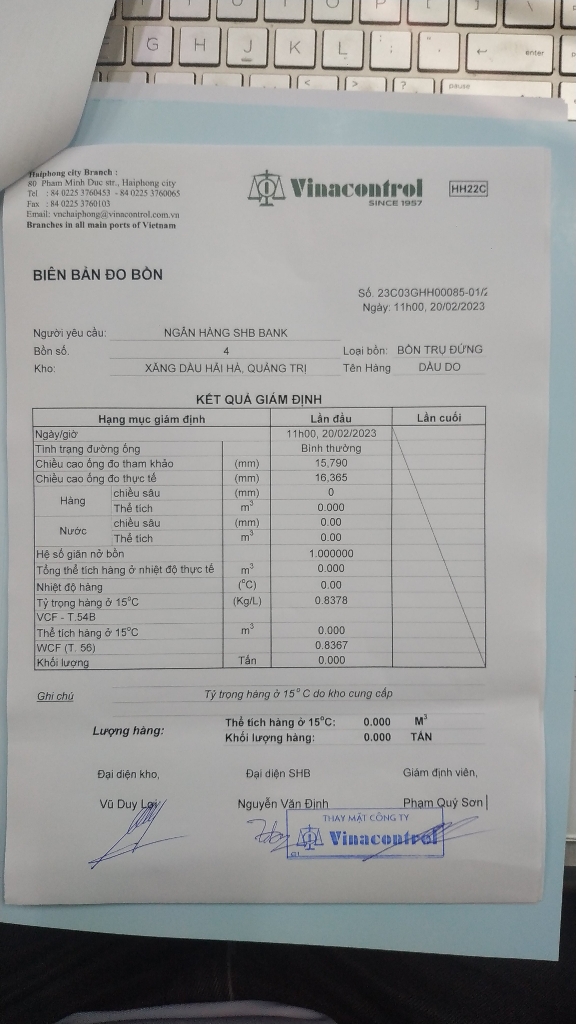 G H J K L : ; " ' enter
< > ? pause
Haiphong city Branch :
80 Pham Minh Duc str., Haiphong city
Tel : 84 0225 3760453 - 84 0225 3760065
Fax : 84 0225 3760103
Email: vnchaiphong@vinacontrol.com.vn
Branches in all main ports of Vietnam
Vinacontrol
SINCE 1957
HH22C
BIÊN BẢN ĐO BỒN
Số. 23C03GHH00085-01/2
Ngày: 11h00, 20/02/2023
Người yêu cầu: NGÂN HÀNG SHB BANK
Bồn số. 4 Loại bồn: BỒN TRỤ ĐỨNG
Kho: XĂNG DẦU HẢI HÀ, QUẢNG TRỊ Tên Hàng DẦU DO
KẾT QUẢ GIÁM ĐỊNH
Hạng mục giám định Lần đầu Lần cuối
Ngày/giờ 11h00, 20/02/2023
Tình trạng đường ống Bình thường
Chiều cao ống đo tham khảo (mm) 15,790
Chiều cao ống đo thực tế (mm) 16,365
Hàng chiều sâu (mm) 0
Thể tích m³ 0.000
Nước chiều sâu (mm) 0.00
Thể tích m³ 0.00
Hệ số giãn nở bồn 1.000000
Tổng thể tích hàng ở nhiệt độ thực tế m³ 0.000
Nhiệt độ hàng (°C) 0.00
Tỷ trọng hàng ở 15°C (Kg/L) 0.8378
VCF - T.54B
Thể tích hàng ở 15°C m³ 0.000
WCF (T. 56) 0.8367
Khối lượng Tấn 0.000
Ghi chú Tỷ trọng hàng ở 15° C do kho cung cấp
Lượng hàng: Thể tích hàng ở 15°C: 0.000 M³
Khối lượng hàng: 0.000 TẤN
Đại diện kho, Đại diện SHB Giám định viên,
Vũ Duy Lợi Nguyễn Văn Định Phạm Quý Sơn
THAY MẶT CÔNG TY
Vinacontrol